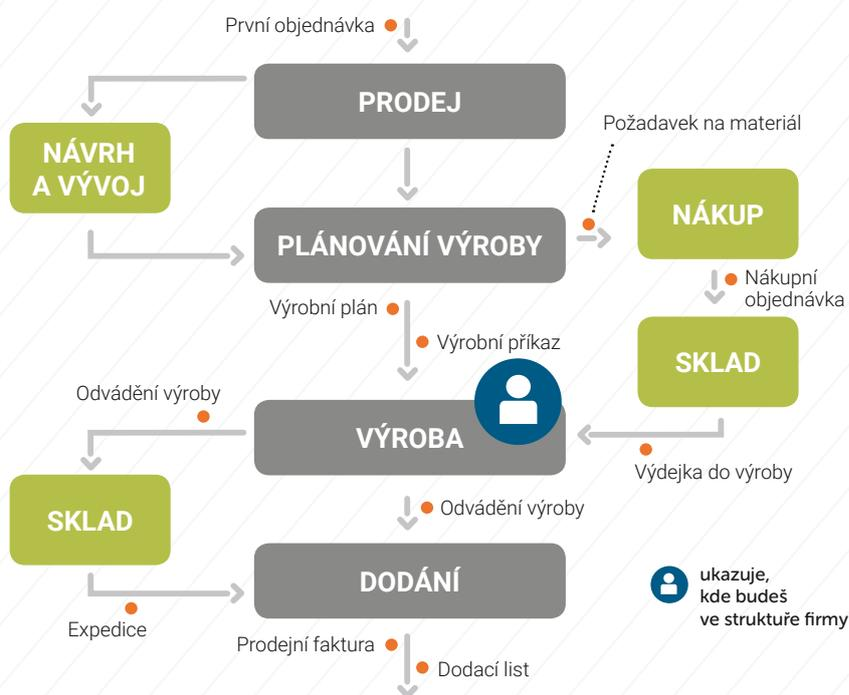 První objednávka
PRODEJ
NÁVRH
A VÝVOJ
Požadavek na materiál
NÁKUP
PLÁNOVÁNÍ VÝROBY
Nákupní
objednávka
Výrobní plán
Výrobní příkaz
SKLAD
Odvádění výroby
VÝROBA
Výdejka do výroby
SKLAD
Odvádění výroby
DODÁNÍ
Expedice
ukazuje,
kde budeš
ve struktuře firmy
Prodejní faktura
Dodací list